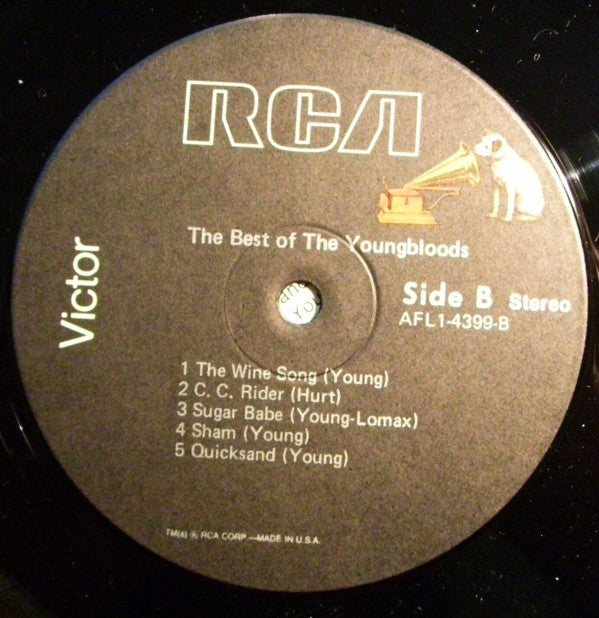 RCA
The Best of The Youngbloods
Victor
Side B Stereo
AFL1-4399-B
1 The Wine Song (Young)
2 C. C. Rider (Hurt)
3 Sugar Babe (Young-Lomax)
4 Sham (Young)
5 Quicksand (Young)
TM(s) ® RCA CORP —MADE IN U.S.A.